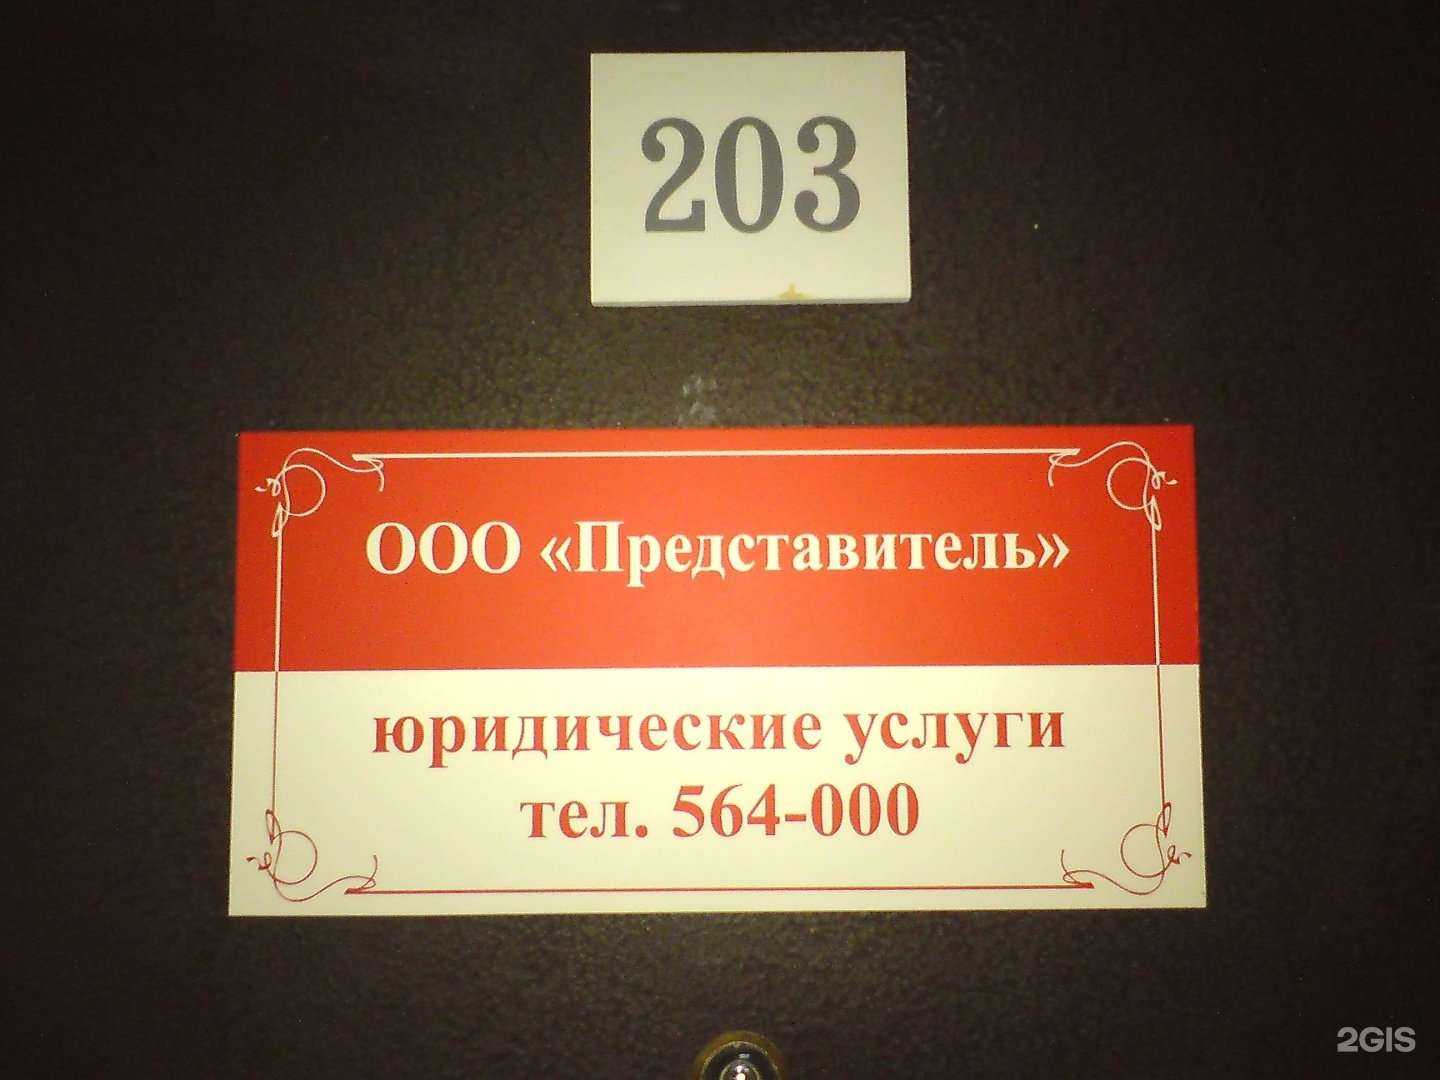 203
ООО «Представитель»
юридические услуги
тел. 564-000
2GIS